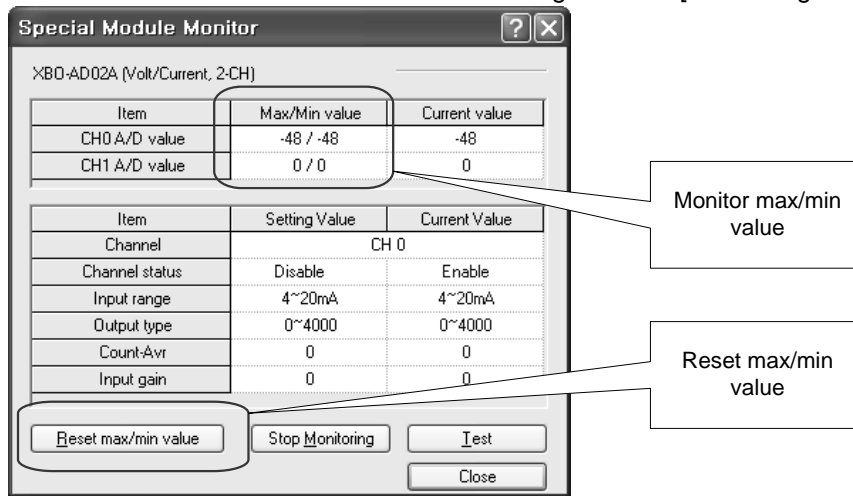 Special Module Monitor
XBO-AD02A (Volt/Current, 2-CH)
Item Max/Min value Current value
CH0 A/D value -48 / -48 -48
CH1 A/D value 0 / 0 0
Monitor max/min
value
Item Setting Value Current Value
Channel CH 0
Channel status Disable Enable
Input range 4~20mA 4~20mA
Output type 0~4000 0~4000
Count-Avr 0 0
Input gain 0 0
Reset max/min
value
Reset max/min value Stop Monitoring Test
Close